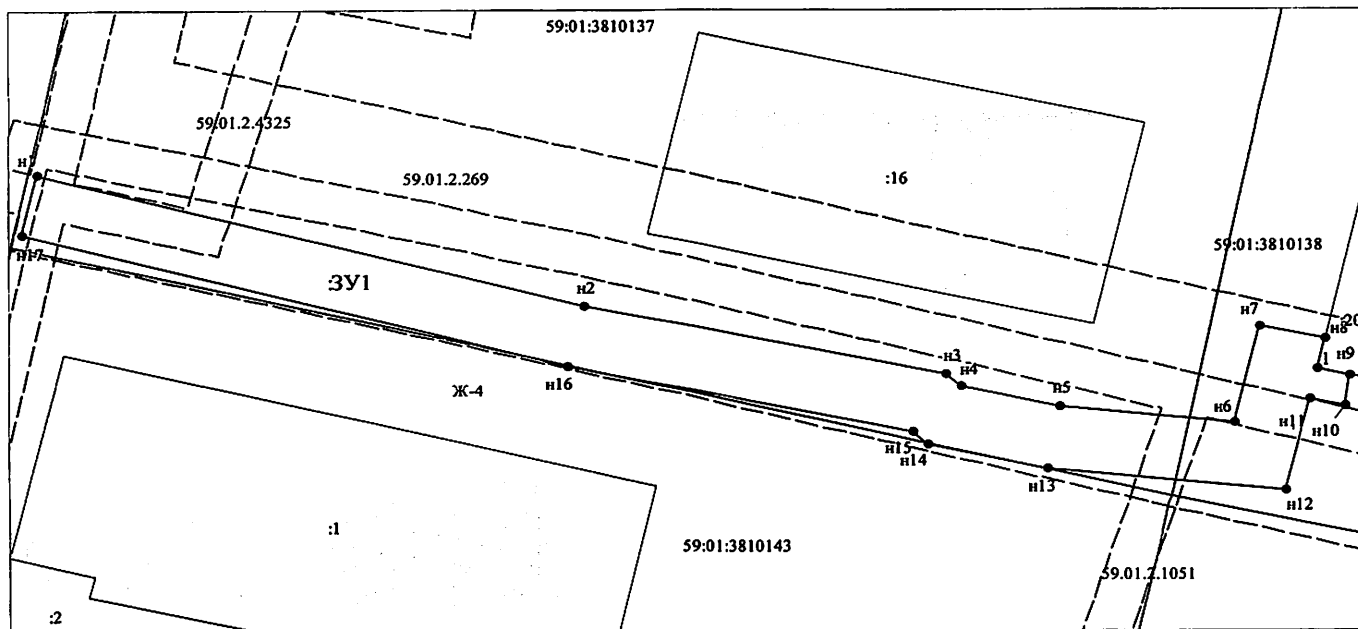 59:01:3810137
59.01.2.4325
н1
59.01.2.269
:16
59:01:3810138
н17
:ЗУ1
н2
н7
:20
н8
н3
н9
1
н4
н16
Ж-4
н5
н6
н11
н10
н15
н14
н13
н12
:1
59:01:3810143
59.01.2.1051
:2